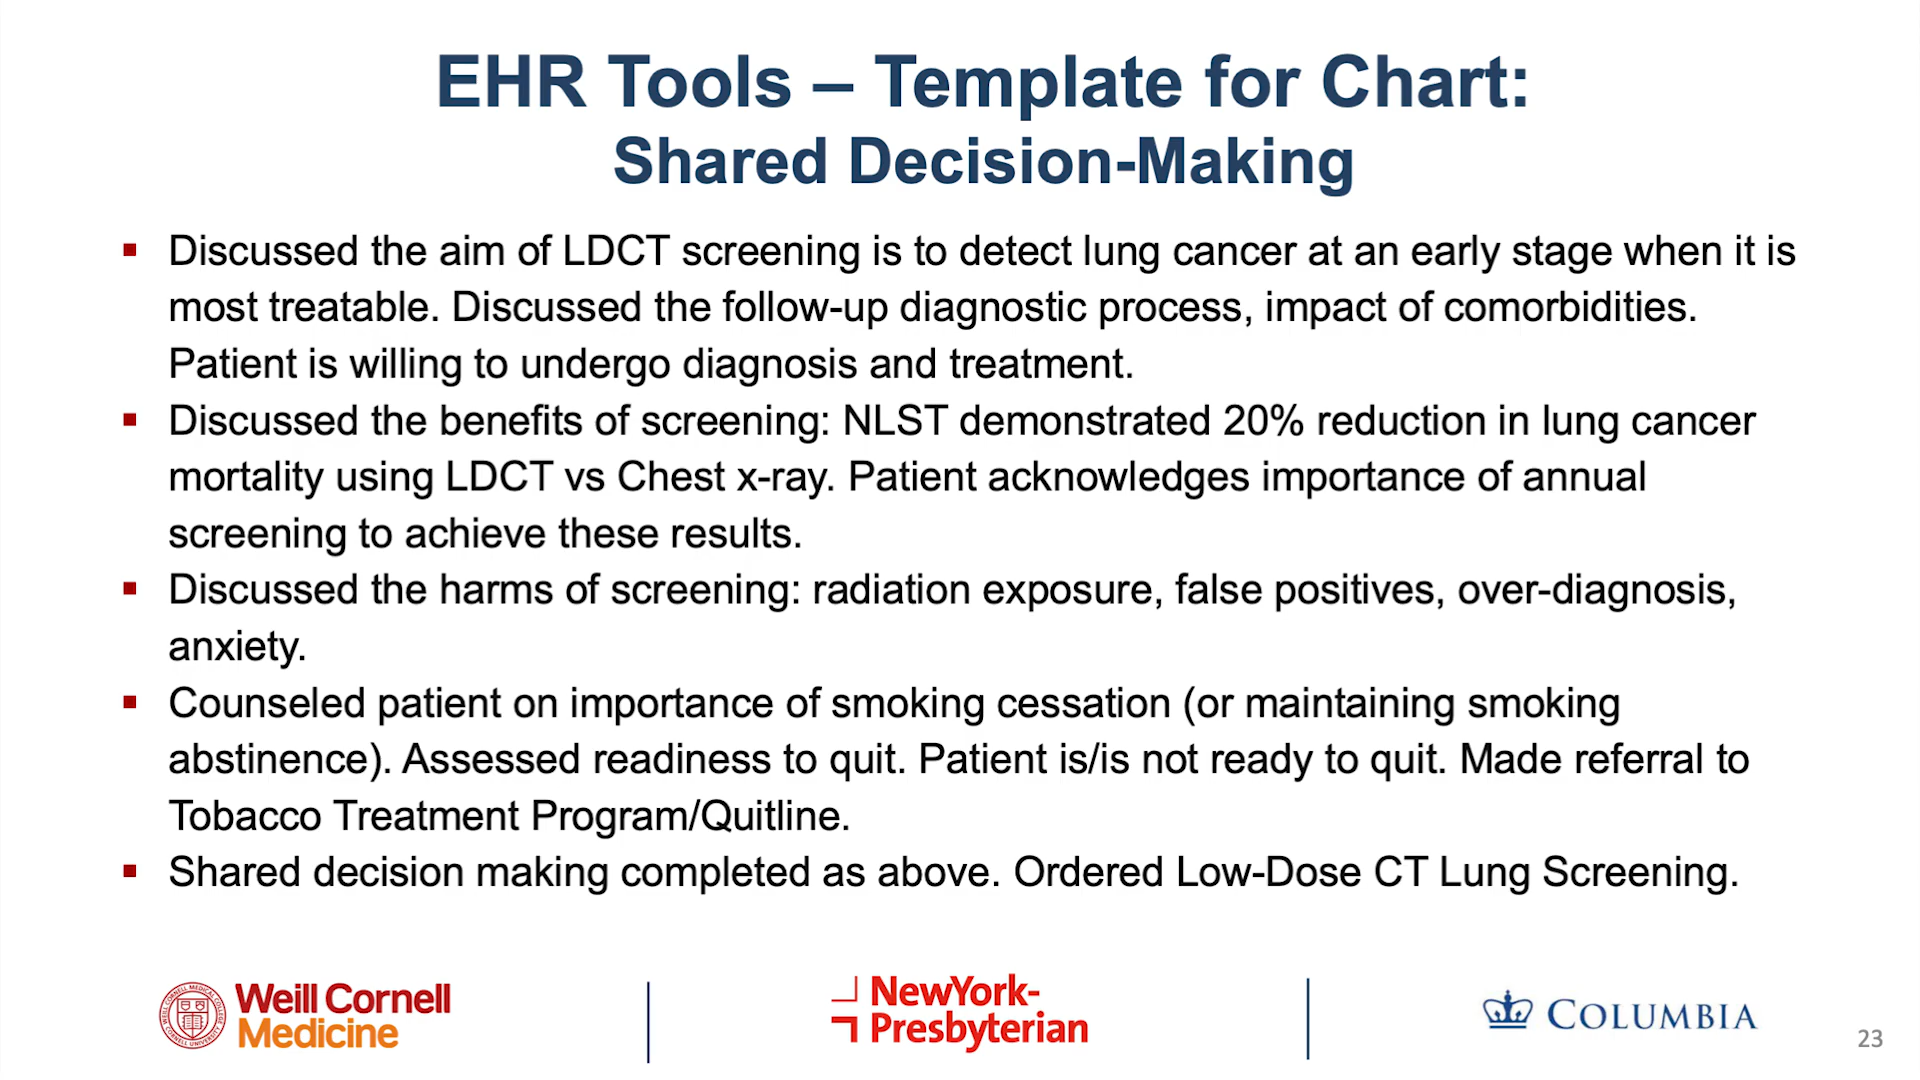 EHR Tools – Template for Chart:
Shared Decision-Making
▪ Discussed the aim of LDCT screening is to detect lung cancer at an early stage when it is
most treatable. Discussed the follow-up diagnostic process, impact of comorbidities.
Patient is willing to undergo diagnosis and treatment.
▪ Discussed the benefits of screening: NLST demonstrated 20% reduction in lung cancer
mortality using LDCT vs Chest x-ray. Patient acknowledges importance of annual
screening to achieve these results.
▪ Discussed the harms of screening: radiation exposure, false positives, over-diagnosis,
anxiety.
▪ Counseled patient on importance of smoking cessation (or maintaining smoking
abstinence). Assessed readiness to quit. Patient is/is not ready to quit. Made referral to
Tobacco Treatment Program/Quitline.
▪ Shared decision making completed as above. Ordered Low-Dose CT Lung Screening.
Weill Cornell
Medicine
NewYork-
Presbyterian
COLUMBIA
23